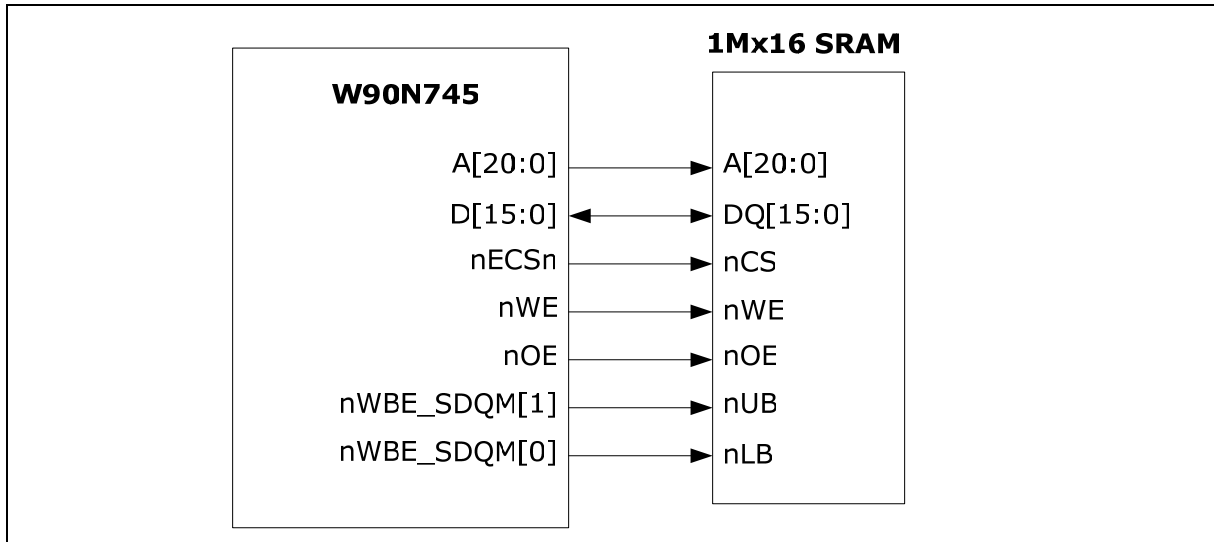 1Mx16 SRAM
W90N745
A[20:0] A[20:0]
D[15:0] DQ[15:0]
nECSn nCS
nWE nWE
nOE nOE
nWBE_SDQM[1] nUB
nWBE_SDQM[0] nLB